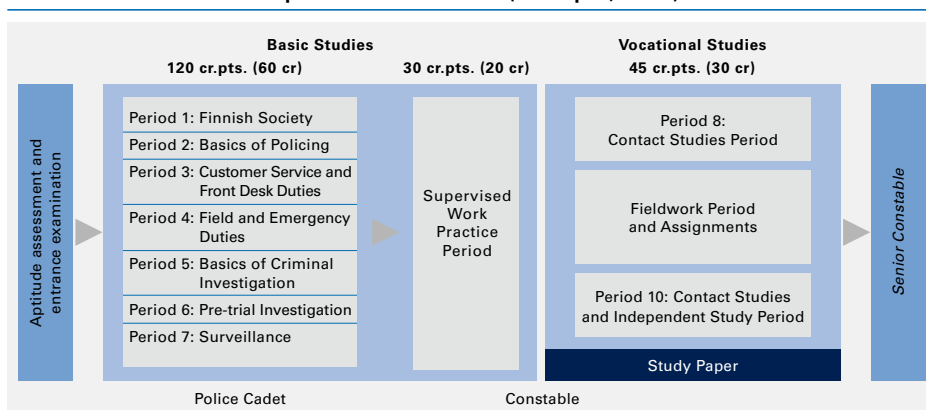 Basic Studies
120 cr.pts. (60 cr)
30 cr.pts. (20 cr)
Vocational Studies
45 cr.pts. (30 cr)
Aptitude assessment and
entrance examination
Period 1: Finnish Society
Period 2: Basics of Policing
Period 3: Customer Service and
Front Desk Duties
Period 4: Field and Emergency
Duties
Period 5: Basics of Criminal
Investigation
Period 6: Pre-trial Investigation
Period 7: Surveillance
Supervised
Work
Practice
Period
Period 8:
Contact Studies Period
Fieldwork Period
and Assignments
Period 10: Contact Studies
and Independent Study Period
Study Paper
Senior Constable
Police Cadet
Constable